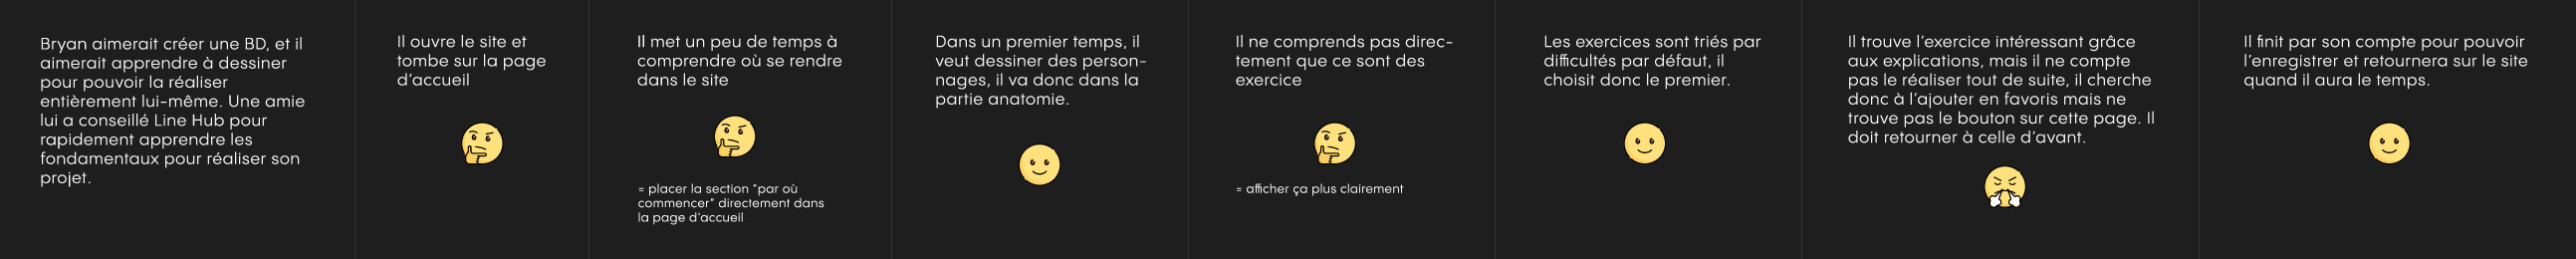 Bryan aimerait créer une BD, et il
aimerait apprendre à dessiner
pour pouvoir la réaliser
entièrement lui-même. Une amie
lui a conseillé Line Hub pour
rapidement apprendre les
fondamentaux pour réaliser son
projet.
Il ouvre le site et
tombe sur la page
d'accueil
Il met un peu de temps à
comprendre où se rendre
dans le site
= placer la section "par où
commencer" directement dans
la page d'accueil
Dans un premier temps, il
veut dessiner des person-
nages, il va donc dans la
partie anatomie.
Il ne comprends pas direc-
tement que ce sont des
exercice
= afficher ça plus clairement
Les exercices sont triés par
difficultés par défaut, il
choisit donc le premier.
Il trouve l'exercice intéressant grâce
aux explications, mais il ne compte
pas le réaliser tout de suite, il cherche
donc à l'ajouter en favoris mais ne
trouve pas le bouton sur cette page. Il
doit retourner à celle d'avant.
Il finit par son compte pour pouvoir
l'enregistrer et retournera sur le site
quand il aura le temps.